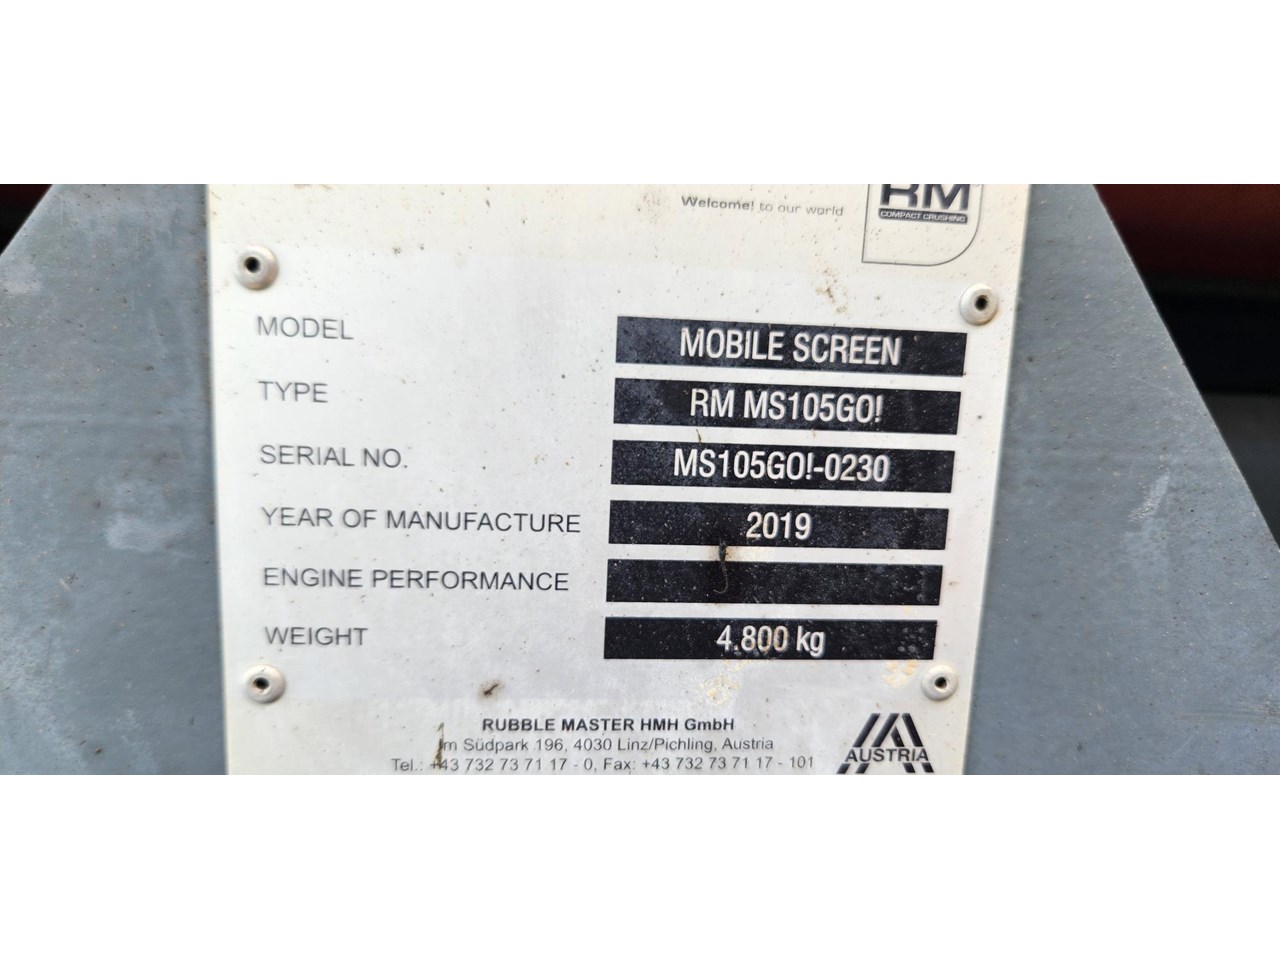 Welcome! to our world
RM
COMPACT CRUSHING
MODEL MOBILE SCREEN
TYPE RM MS105GO!
SERIAL NO. MS105GO!-0230
YEAR OF MANUFACTURE 2019
ENGINE PERFORMANCE
WEIGHT 4.800 kg
RUBBLE MASTER HMH GmbH
Im Südpark 196, 4030 Linz/Pichling, Austria
Tel.: +43 732 73 71 17 - 0, Fax: +43 732 73 71 17 - 101
AUSTRIA